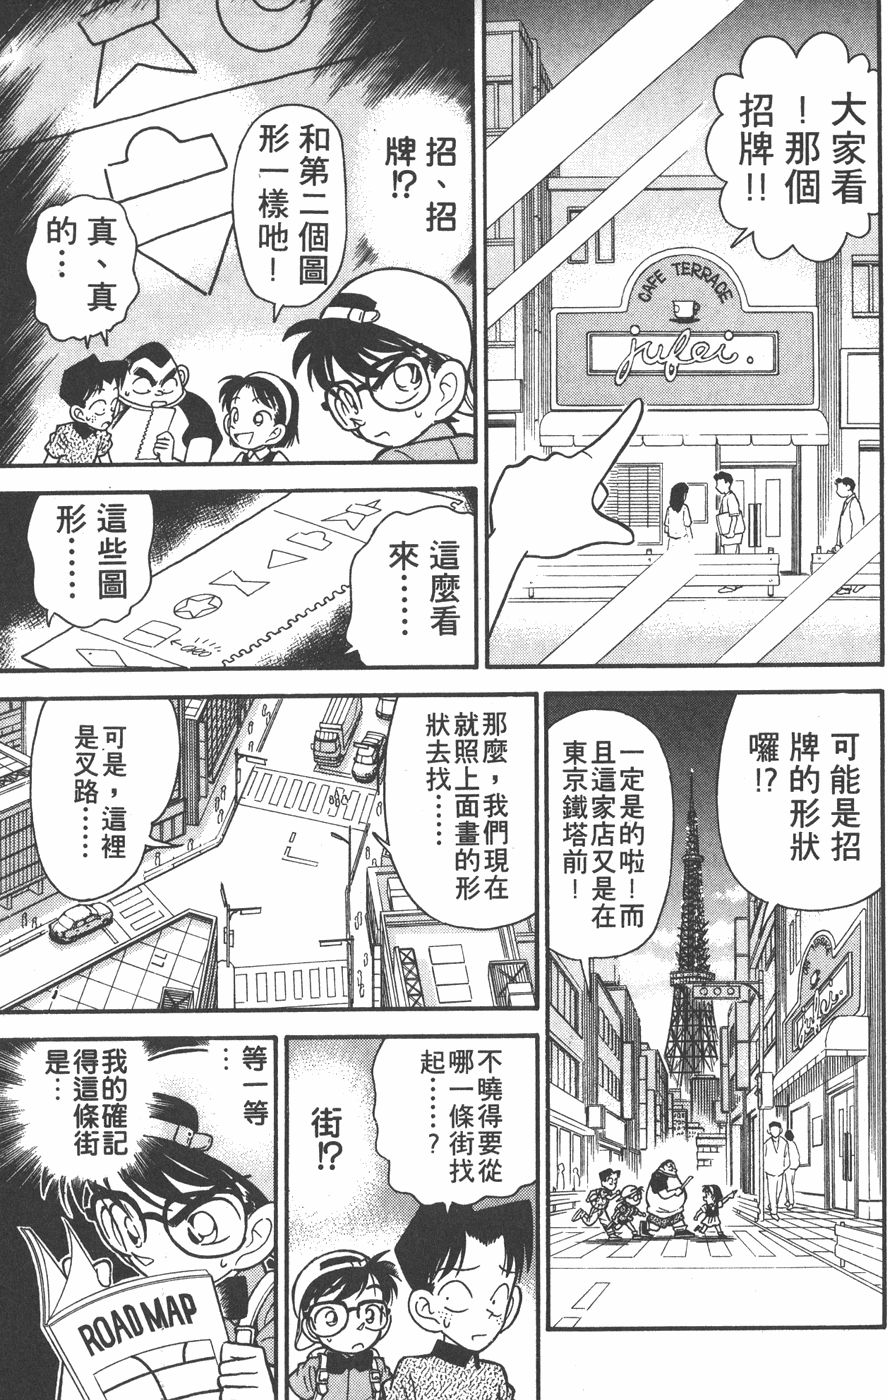 大家看
！那個
招牌!!
CAFE TERRACE
jufei.
招、招
牌!?
和第二個圖
形一樣吔！
真、真
的…
這麼看
來……
這些圖
形……
可能是招
牌的形狀
囉!?
一定是的啦！而
且這家店又是在
東京鐵塔前！
CAFE TERRACE
jufei.
那麼，我們現在
就照上面畫的形
狀去找……
可是，這裡
是叉路……
不曉得要從
哪一條街找
起……?
街!?
等一等
…
我的確記
得這條街
是…
ROAD MAP